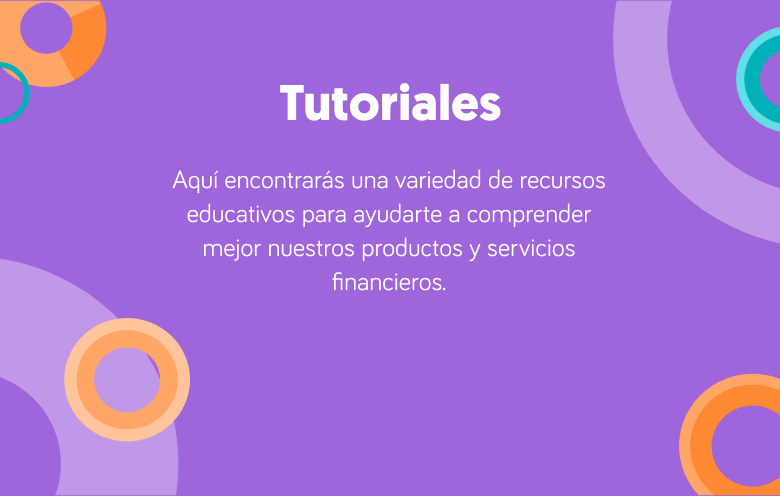 Tutoriales
Aquí encontrarás una variedad de recursos
educativos para ayudarte a comprender
mejor nuestros productos y servicios
financieros.